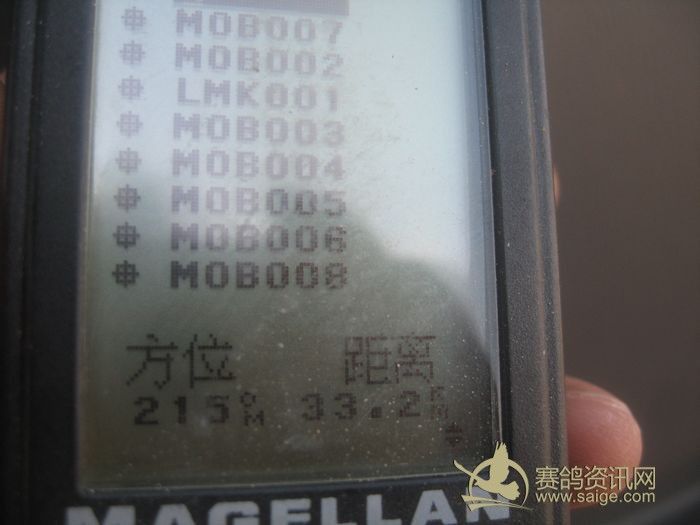 MOB007
MOB002
LMK001
MOB003
MOB004
MOB005
MOB006
MOB008
方位 距离
215°M 33.2KM
MAGELLAN
赛鸽资讯网
www.saige.com